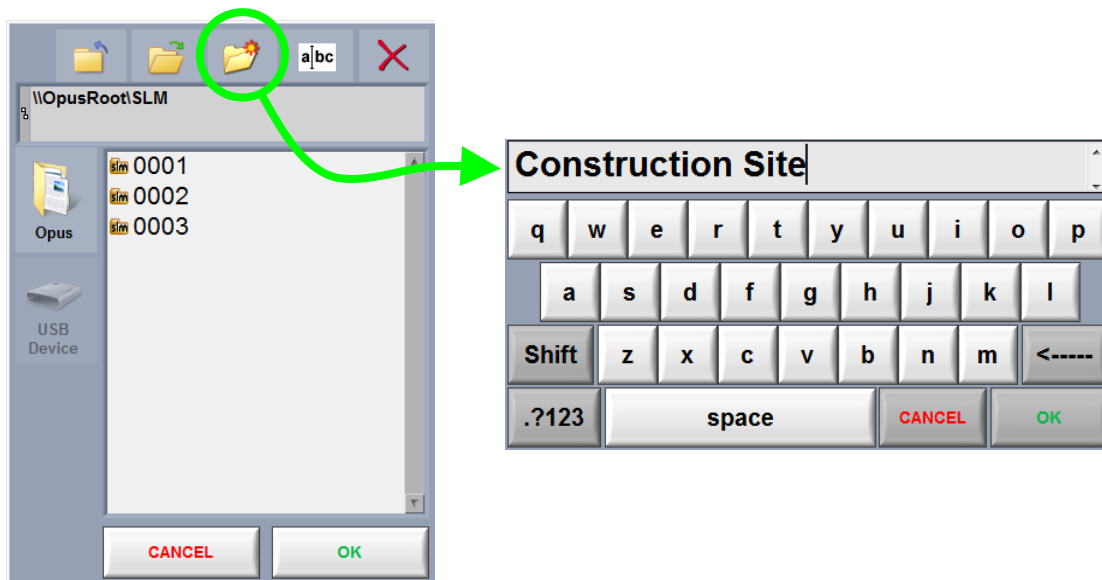 a bc
\\OpusRoot\SLM
slm 0001
slm 0002
slm 0003
Opus
USB
Device
CANCEL OK
Construction Site
q w e r t y u i o p
a s d f g h j k l
Shift z x c v b n m <-----
.?123 space CANCEL OK